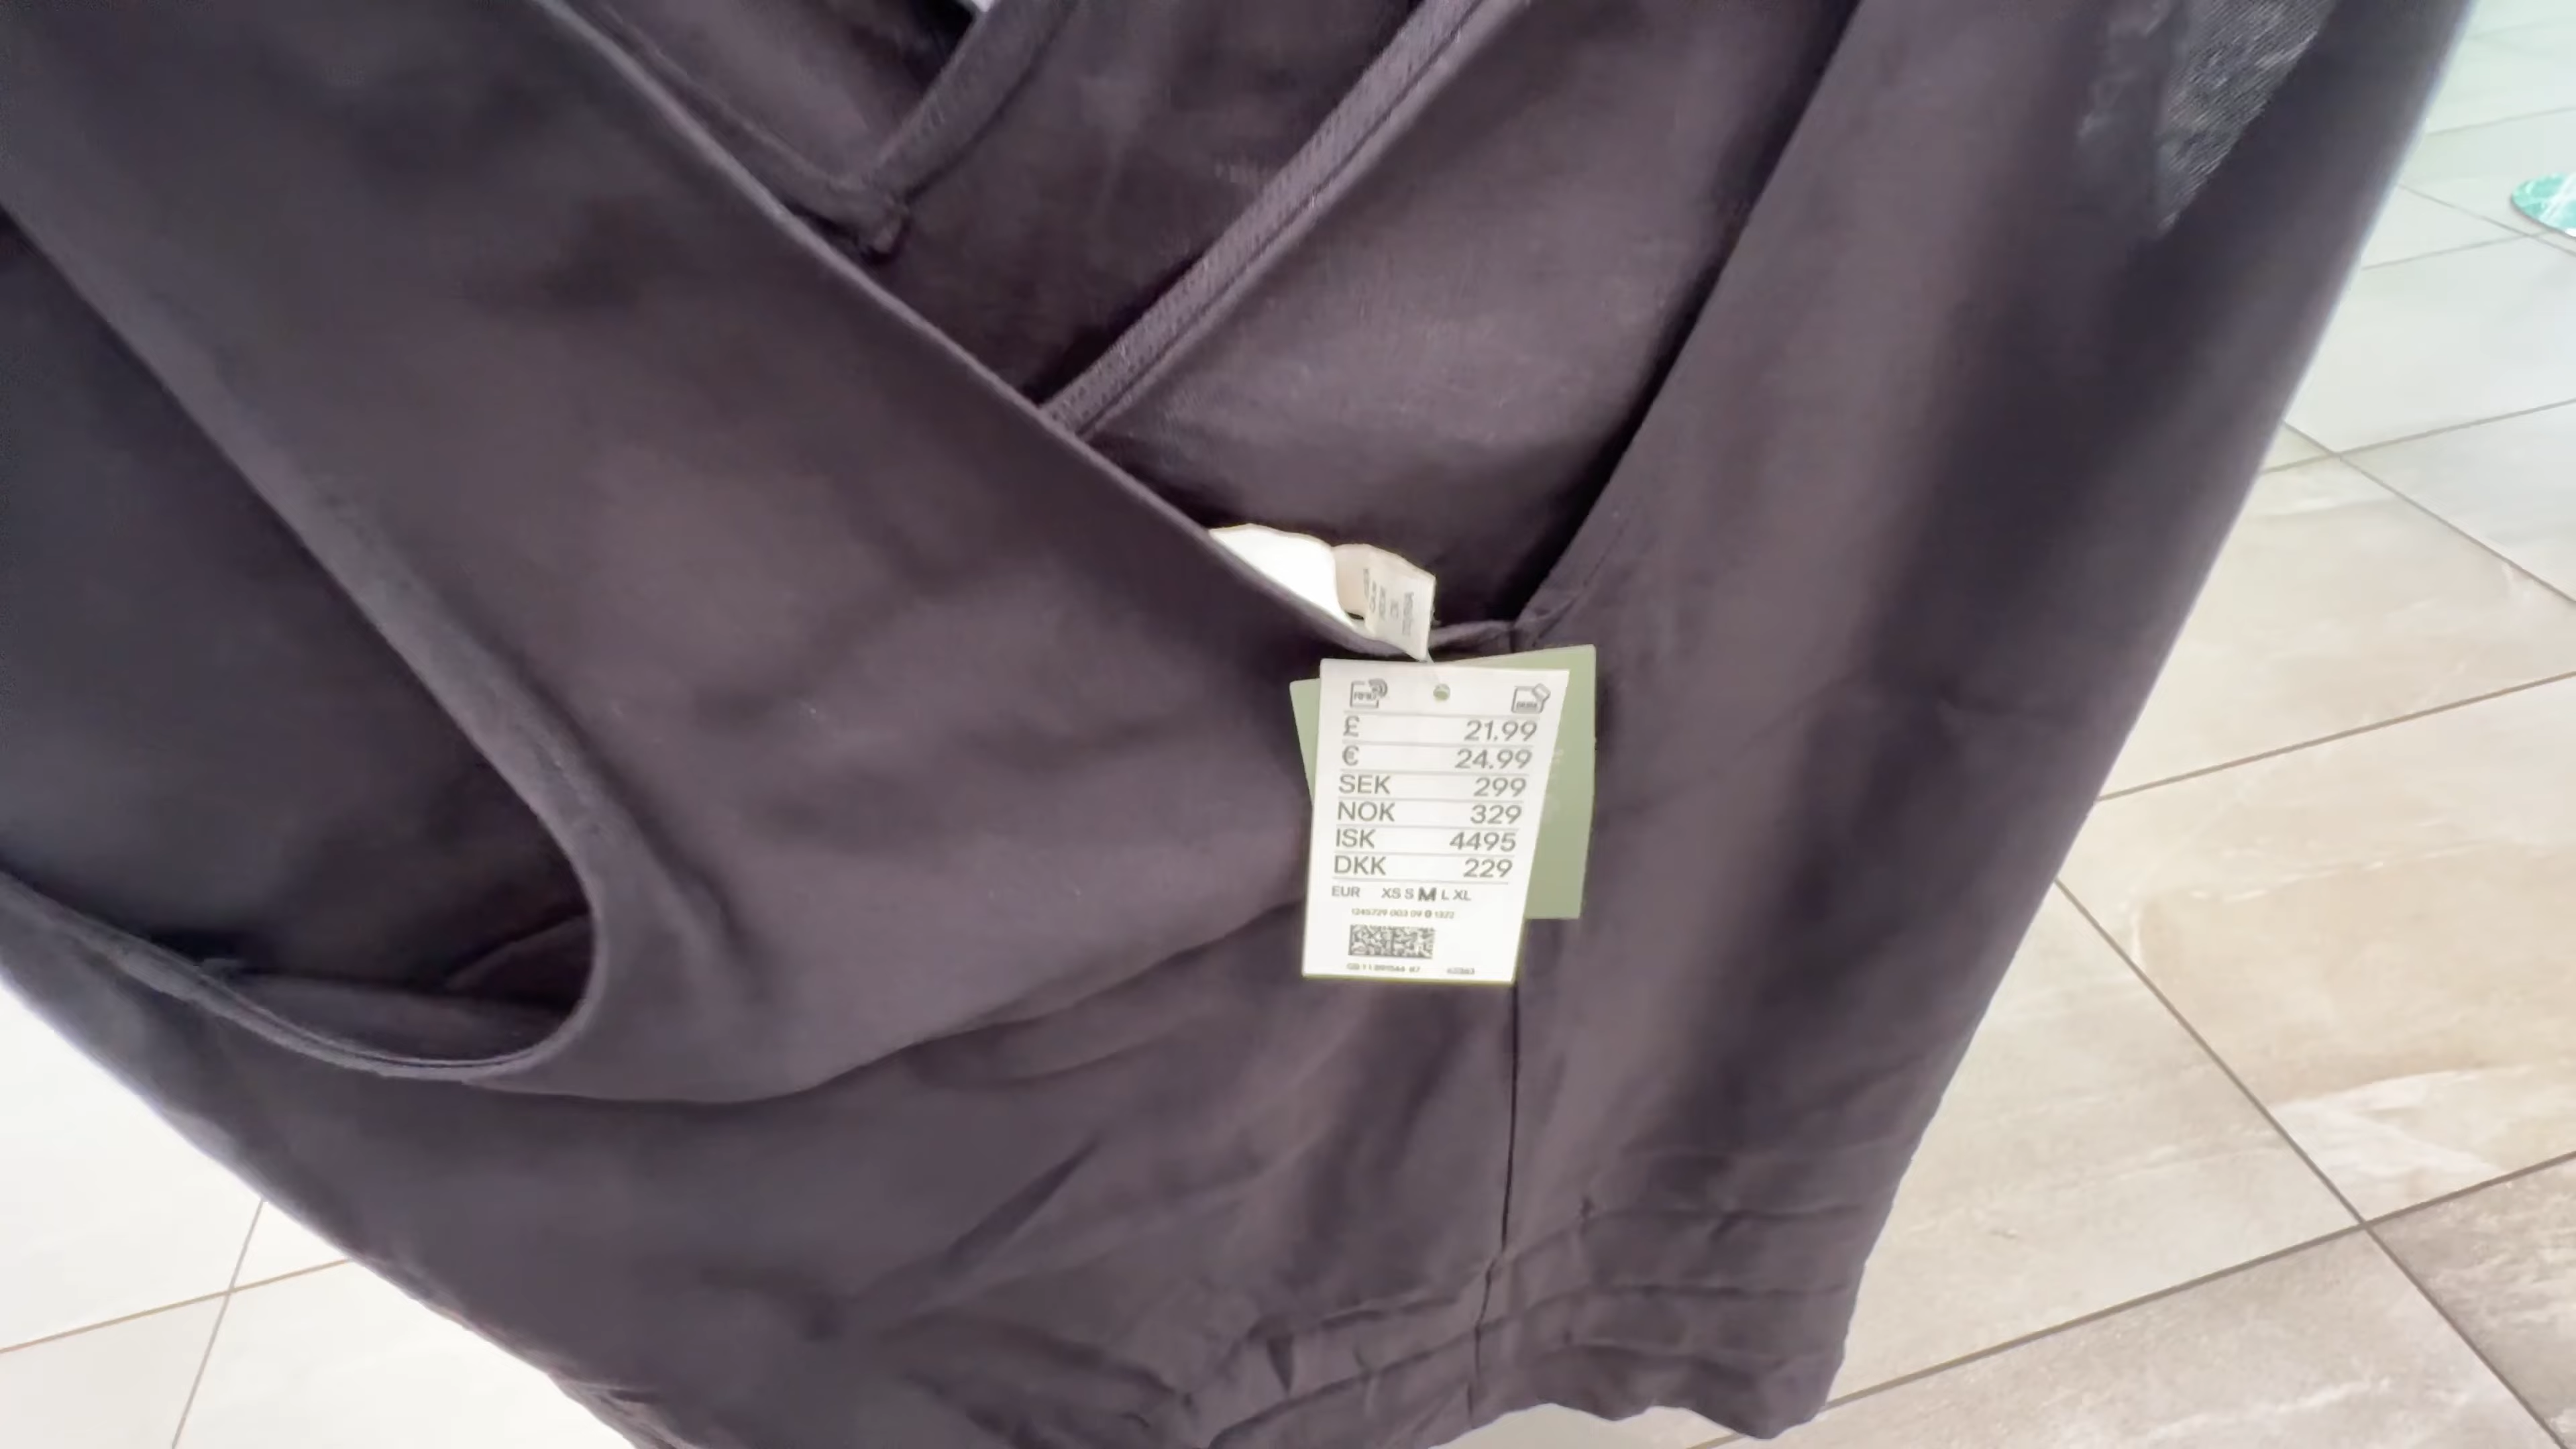 £ 21.99
€ 24.99
SEK 299
NOK 329
ISK 4495
DKK 229
EUR XS S M L XL